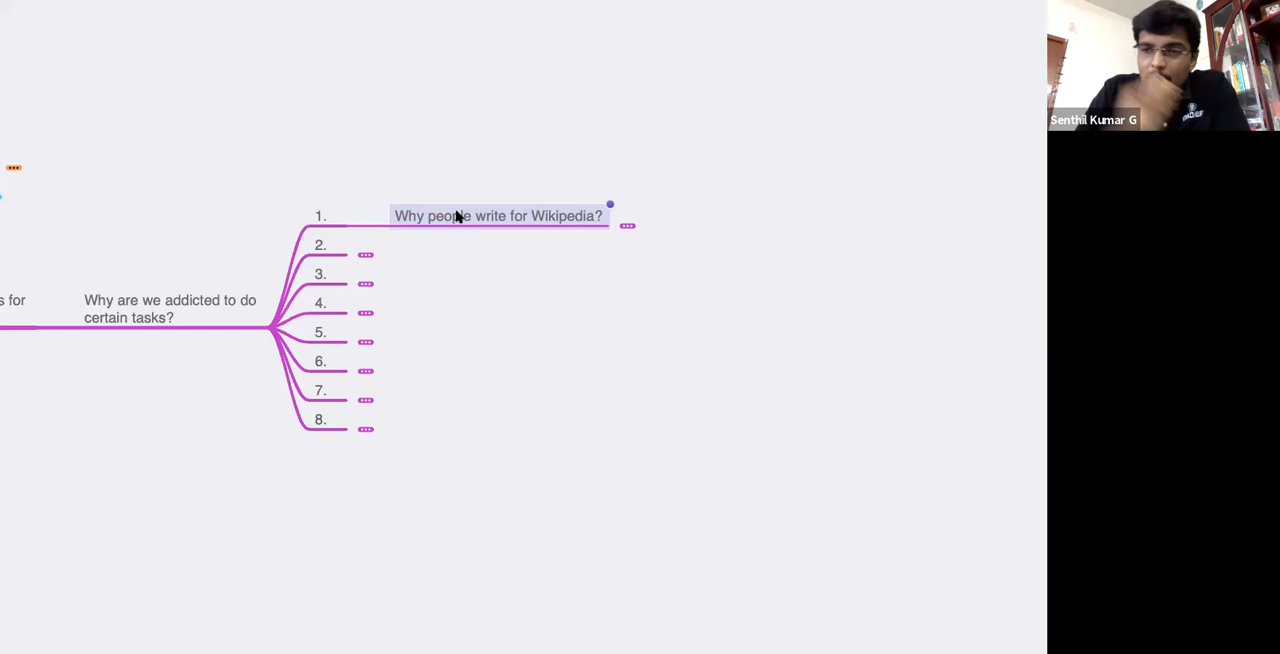 Senthil Kumar G
1.
Why people write for Wikipedia?
2.
3.
s for
Why are we addicted to do
certain tasks?
4.
5.
6.
7.
8.